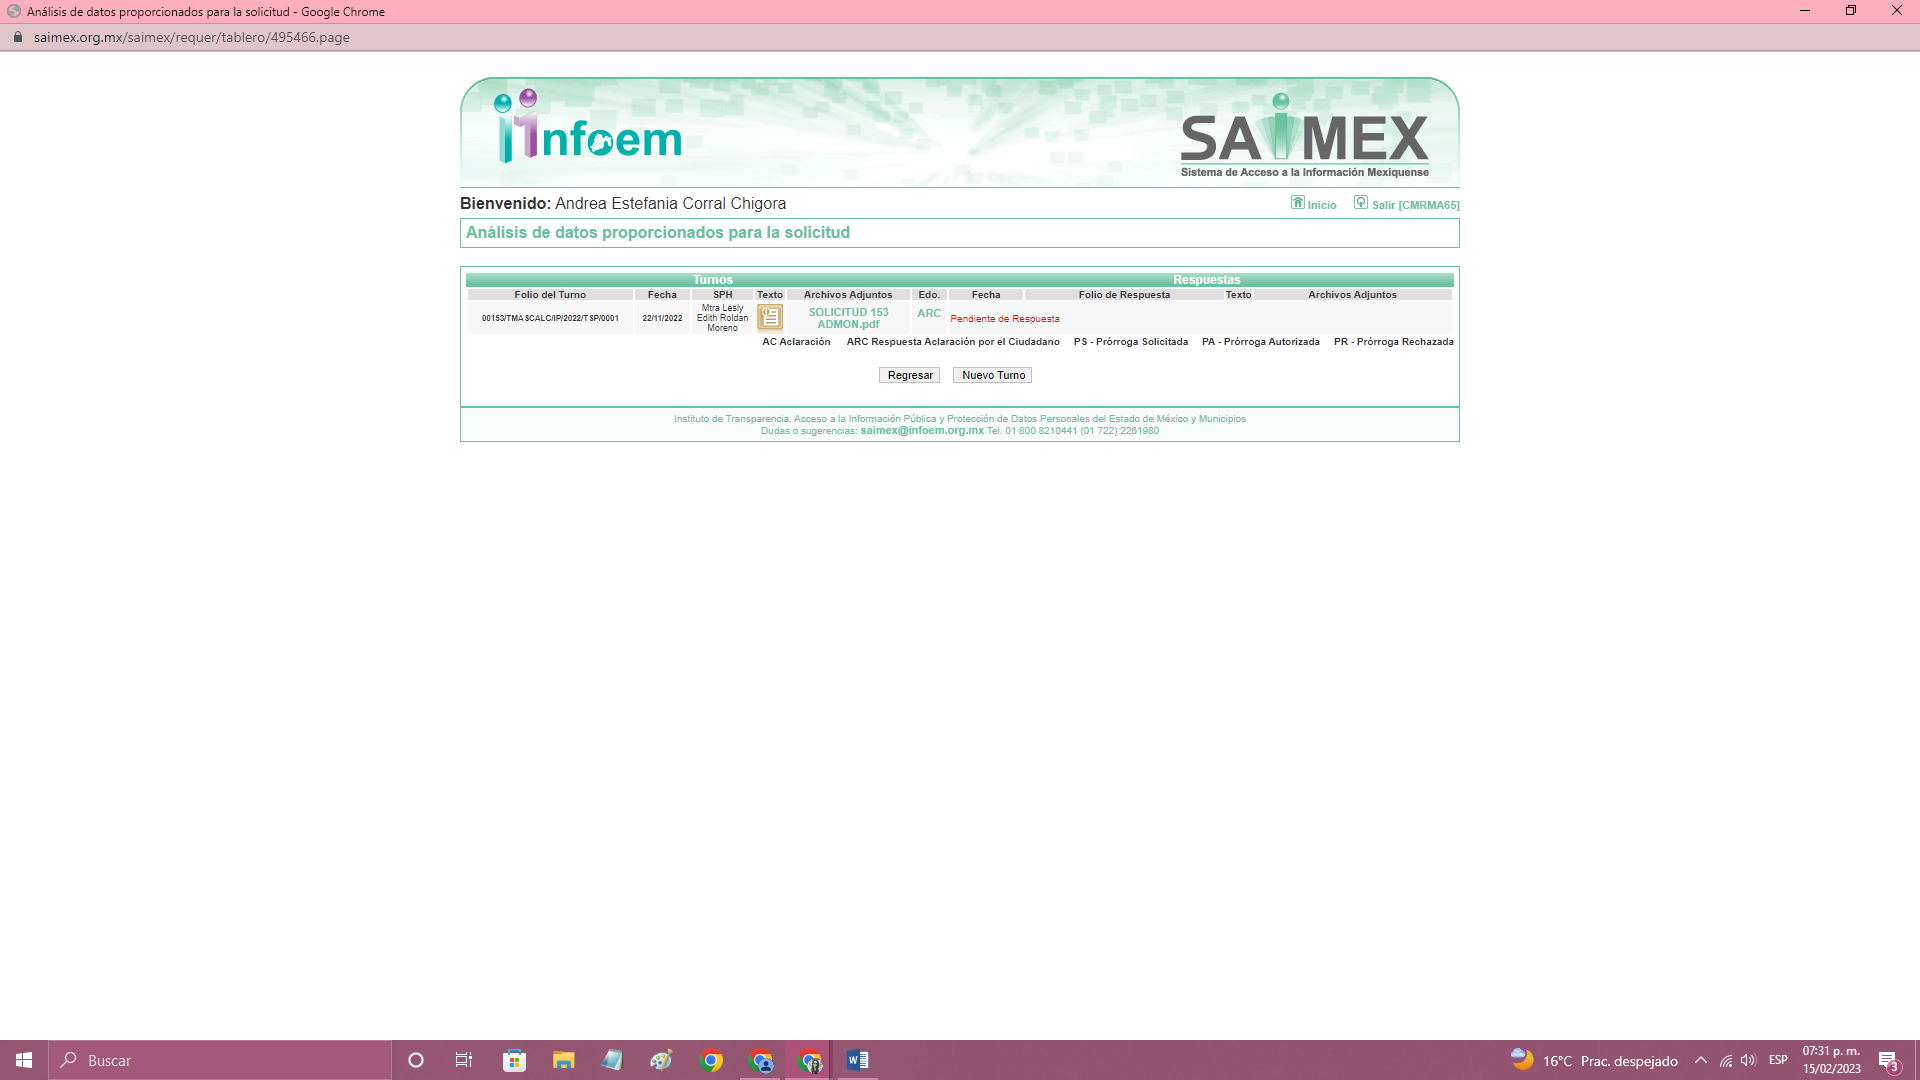 Análisis de datos proporcionados para la solicitud - Google Chrome
saimex.org.mx/saimex/requer/tablero/495466.page
infoem
SAIMEX
Sistema de Acceso a la Información Mexiquense
Bienvenido: Andrea Estefania Corral Chigora
Inicio Salir [CMRMA65]
Análisis de datos proporcionados para la solicitud
Turnos Respuestas
Folio del Turno Fecha SPH Texto Archivos Adjuntos Edo. Fecha Folio de Respuesta Texto Archivos Adjuntos
00153/TMASCALC/IP/2022/TSP/0001 22/11/2022 Mtra Lesly Edith Roldan Moreno SOLICITUD 153 ADMON.pdf ARC Pendiente de Respuesta
AC Aclaración ARC Respuesta Aclaración por el Ciudadano PS - Prórroga Solicitada PA - Prórroga Autorizada PR - Prórroga Rechazada
Regresar Nuevo Turno
Instituto de Transparencia, Acceso a la Información Pública y Protección de Datos Personales del Estado de México y Municipios
Dudas o sugerencias: saimex@infoem.org.mx Tel. 01 800 8210441 (01 722) 2261980
Buscar
16°C Prac. despejado
ESP
07:31 p. m.
15/02/2023
3